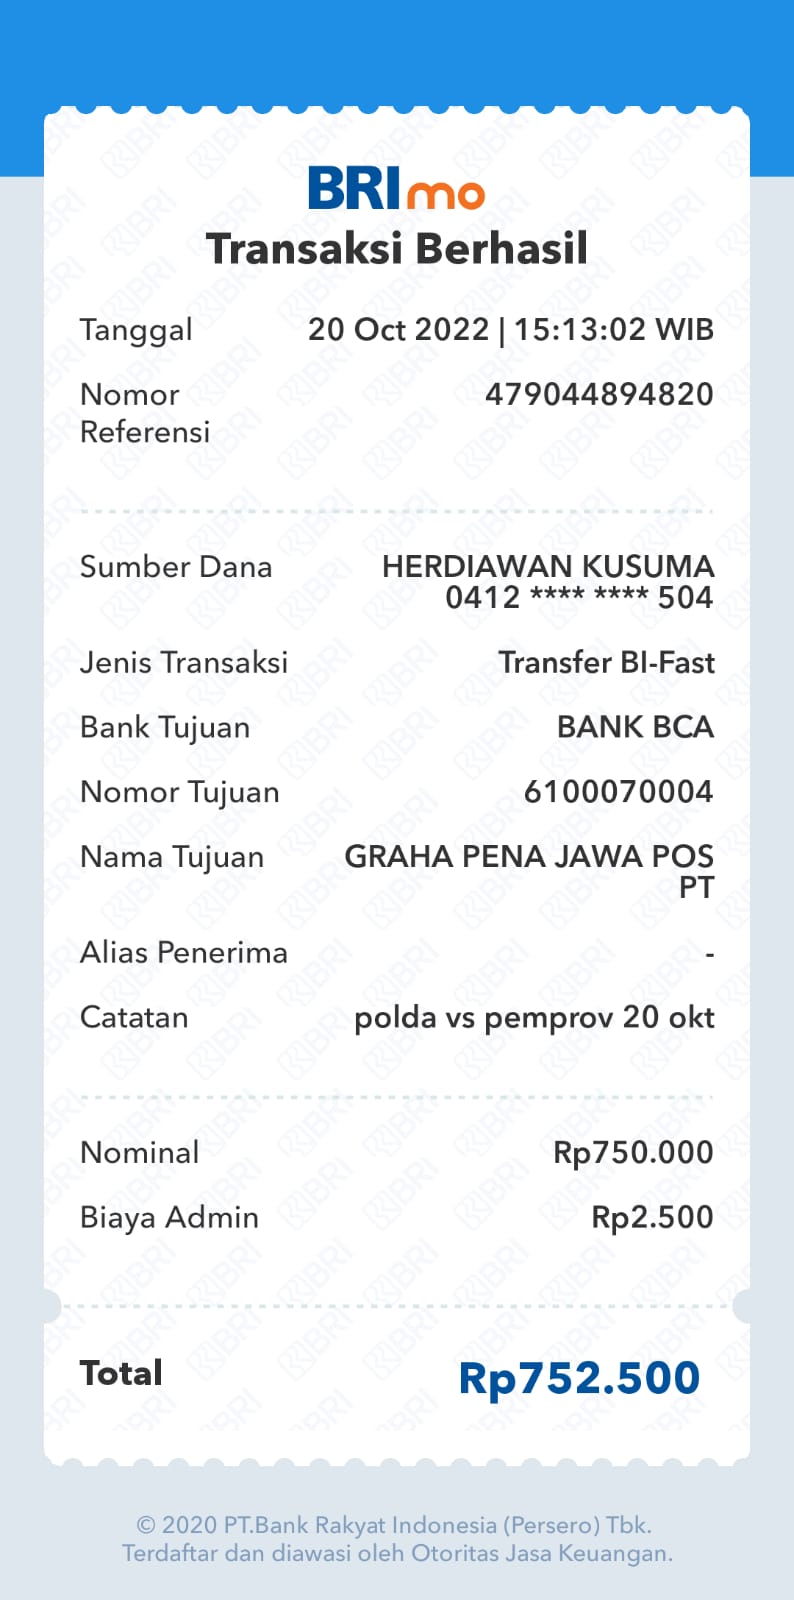 BRImo
Transaksi Berhasil
Tanggal 20 Oct 2022 | 15:13:02 WIB
Nomor 479044894820
Referensi
Sumber Dana HERDIAWAN KUSUMA
0412 **** **** 504
Jenis Transaksi Transfer BI-Fast
Bank Tujuan BANK BCA
Nomor Tujuan 6100070004
Nama Tujuan GRAHA PENA JAWA POS
PT
Alias Penerima -
Catatan polda vs pemprov 20 okt
Nominal Rp750.000
Biaya Admin Rp2.500
Total Rp752.500
© 2020 PT.Bank Rakyat Indonesia (Persero) Tbk.
Terdaftar dan diawasi oleh Otoritas Jasa Keuangan.